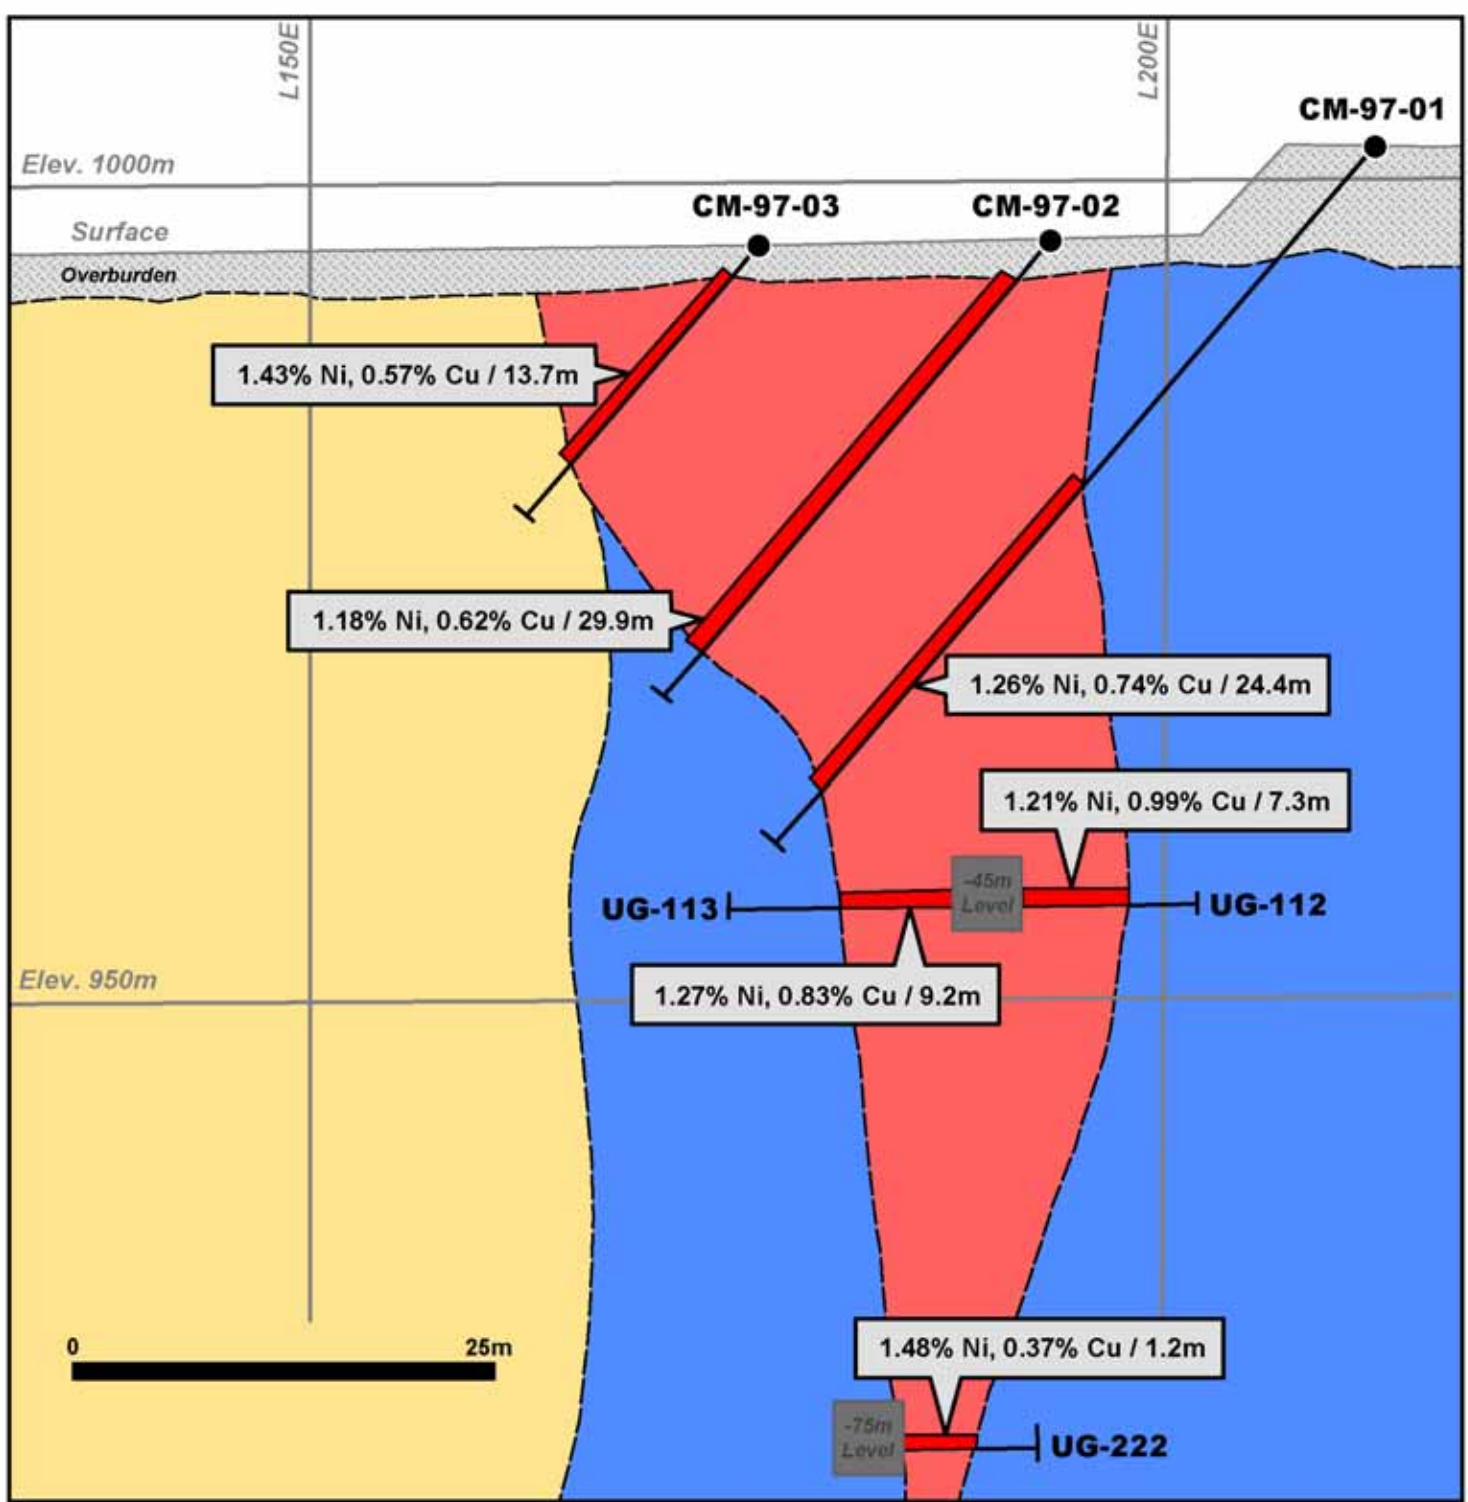 L150E
L200E
CM-97-01
Elev. 1000m
CM-97-03
CM-97-02
Surface
Overburden
1.43% Ni, 0.57% Cu / 13.7m
1.18% Ni, 0.62% Cu / 29.9m
1.26% Ni, 0.74% Cu / 24.4m
1.21% Ni, 0.99% Cu / 7.3m
-45m
Level
UG-113
UG-112
Elev. 950m
1.27% Ni, 0.83% Cu / 9.2m
0
25m
1.48% Ni, 0.37% Cu / 1.2m
-75m
Level
UG-222